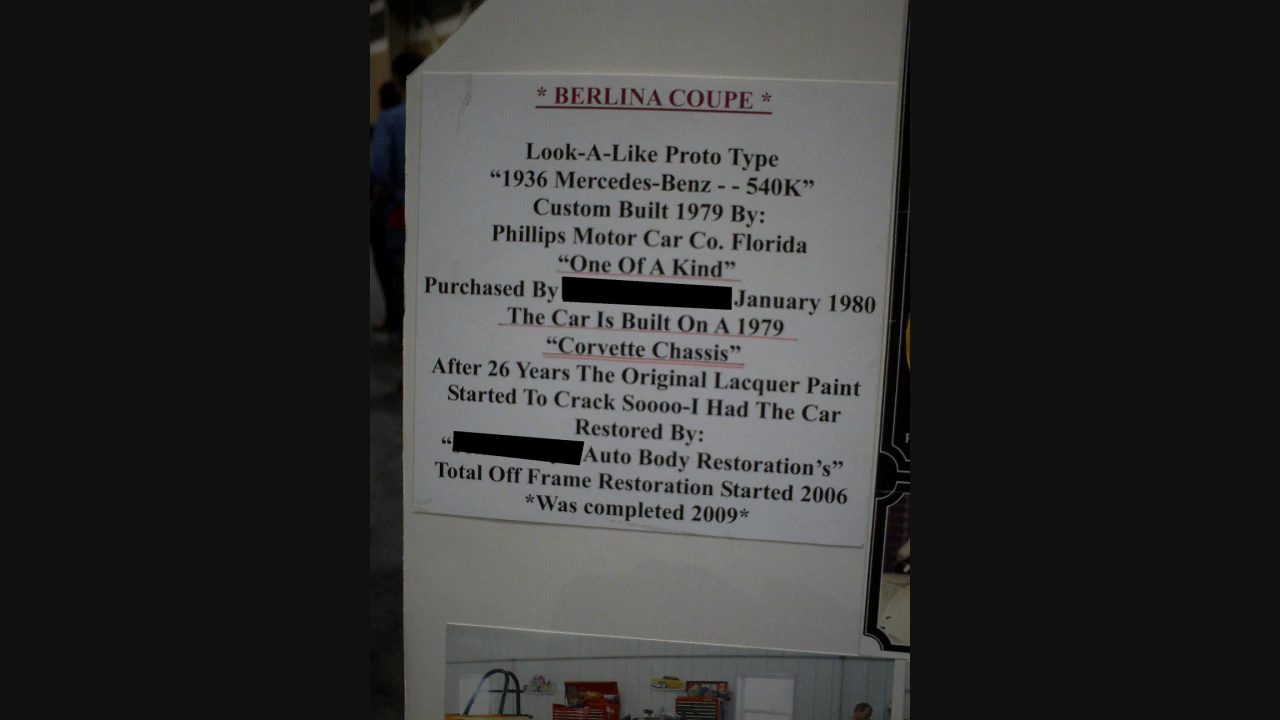 * BERLINA COUPE *
Look-A-Like Proto Type
“1936 Mercedes-Benz - - 540K”
Custom Built 1979 By:
Phillips Motor Car Co. Florida
“One Of A Kind”
Purchased By January 1980
The Car Is Built On A 1979
“Corvette Chassis”
After 26 Years The Original Lacquer Paint
Started To Crack Soooo-I Had The Car
Restored By:
“ Auto Body Restoration's”
Total Off Frame Restoration Started 2006
*Was completed 2009*